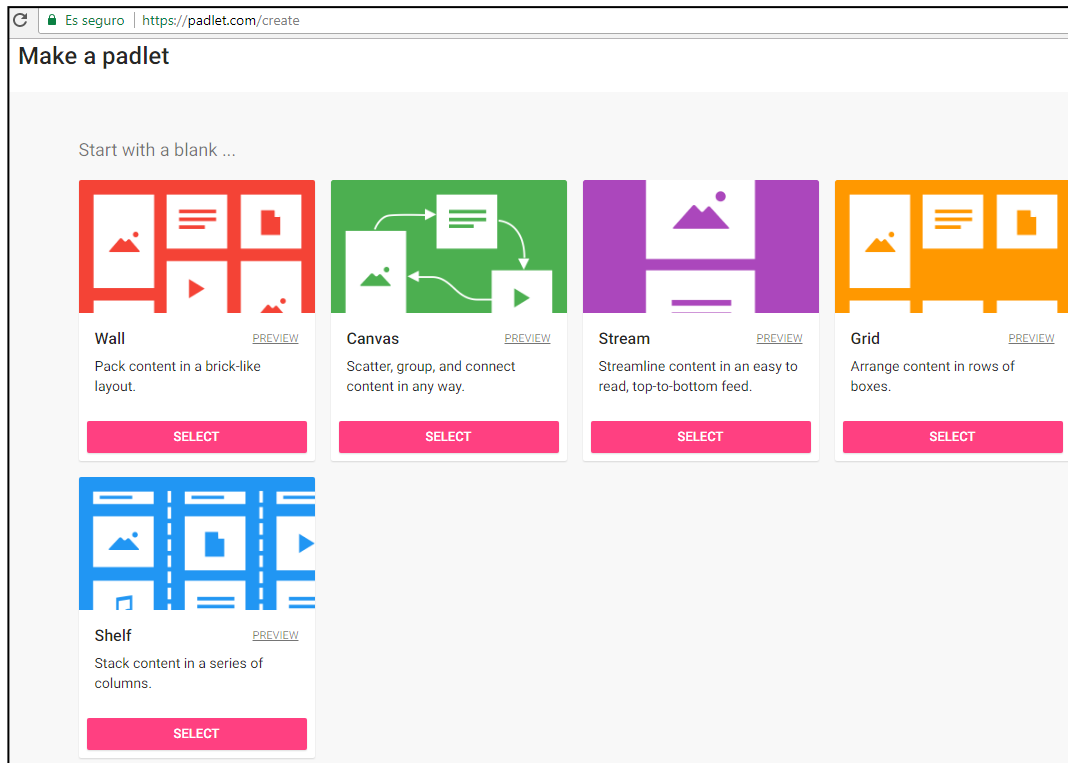 Es seguro https://padlet.com/create
Make a padlet
Start with a blank ...
Wall PREVIEW
Pack content in a brick-like
layout.
SELECT
Canvas PREVIEW
Scatter, group, and connect
content in any way.
SELECT
Stream PREVIEW
Streamline content in an easy to
read, top-to-bottom feed.
SELECT
Grid PREVIEW
Arrange content in rows of
boxes.
SELECT
Shelf PREVIEW
Stack content in a series of
columns.
SELECT